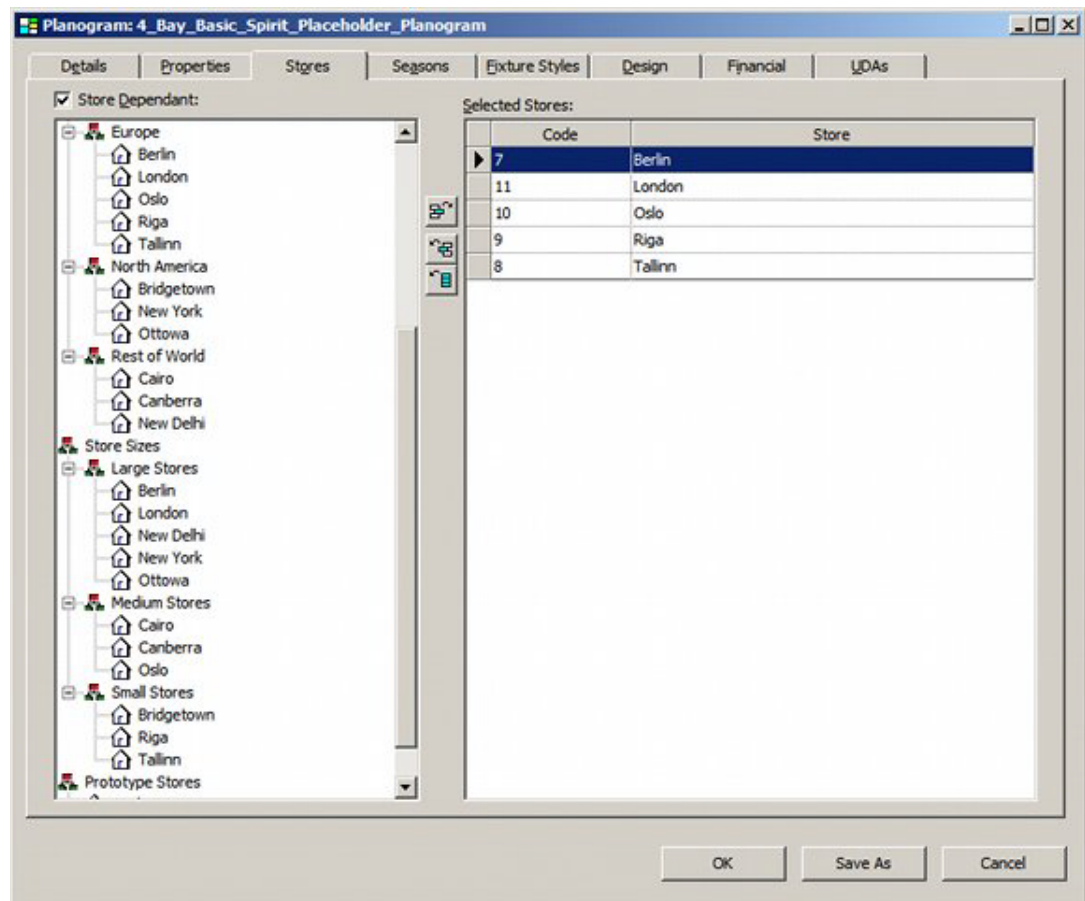 Planogram: 4_Bay_Basic_Spirit_Placeholder_Planogram
Details Properties Stores Seasons Fixture Styles Design Financial UDAs
Store Dependant:
Selected Stores:
Europe
Berlin
London
Oslo
Riga
Tallinn
North America
Bridgetown
New York
Ottowa
Rest of World
Cairo
Canberra
New Delhi
Store Sizes
Large Stores
Berlin
London
New Delhi
New York
Ottowa
Medium Stores
Cairo
Canberra
Oslo
Small Stores
Bridgetown
Riga
Tallinn
Prototype Stores
Code Store
7 Berlin
11 London
10 Oslo
9 Riga
8 Tallinn
OK Save As Cancel